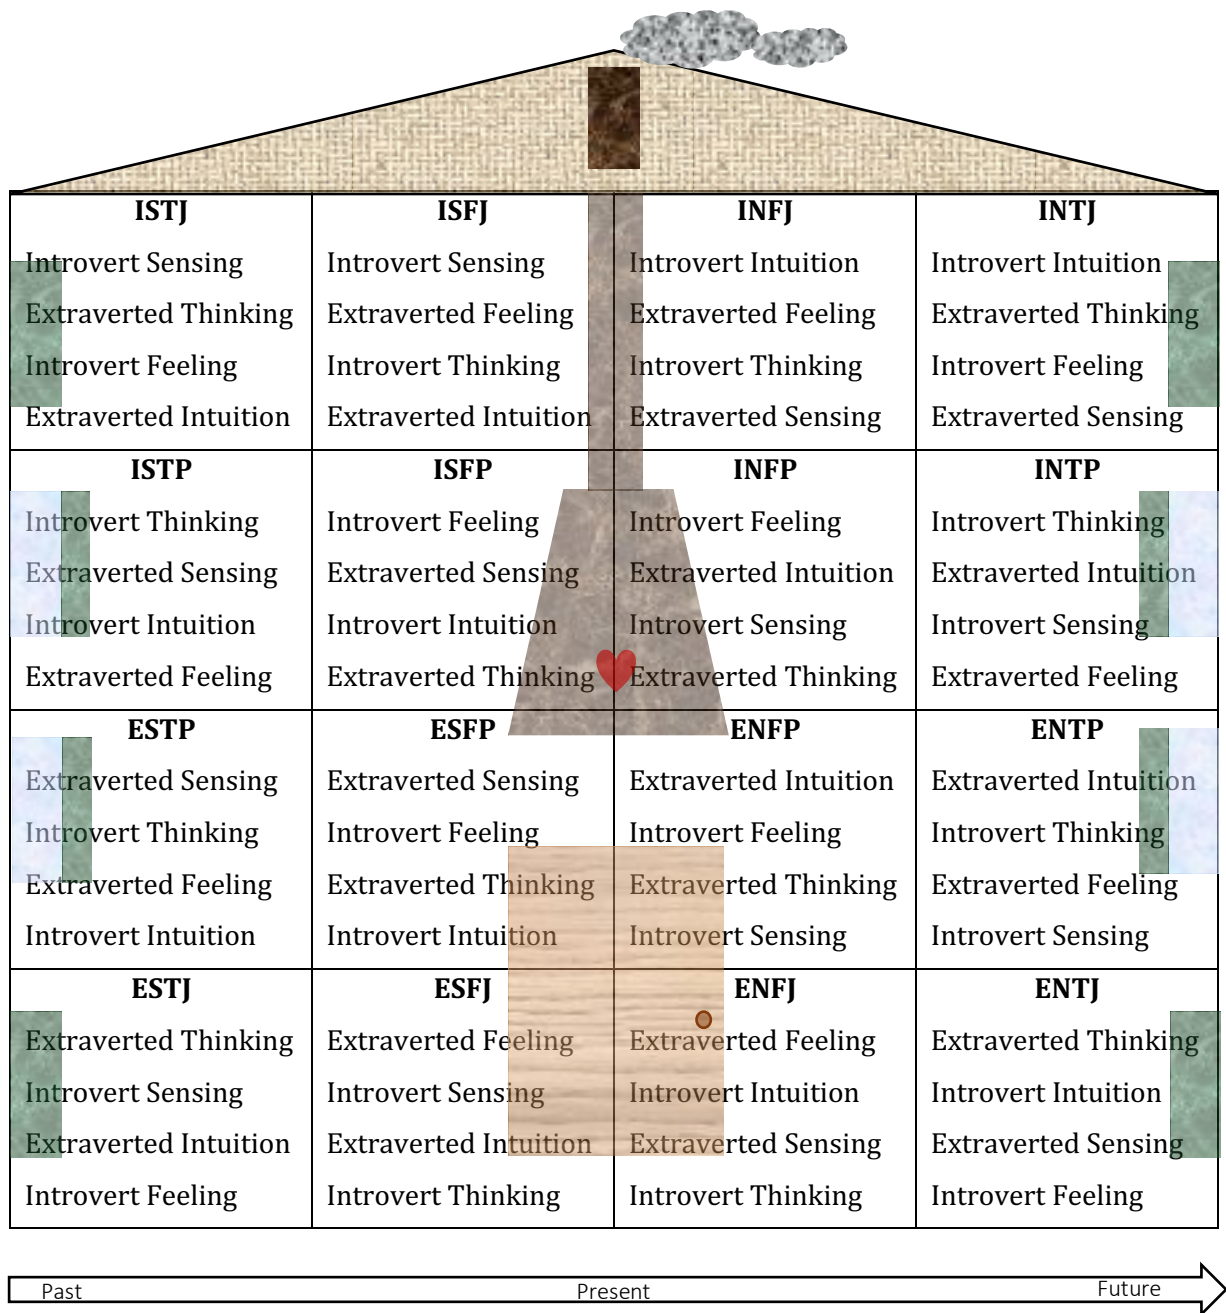 ISTJ ISFJ INFJ INTJ
Introvert Sensing Introvert Sensing Introvert Intuition Introvert Intuition
Extraverted Thinking Extraverted Feeling Extraverted Feeling Extraverted Thinking
Introvert Feeling Introvert Thinking Introvert Thinking Introvert Feeling
Extraverted Intuition Extraverted Intuition Extraverted Sensing Extraverted Sensing
ISTP ISFP INFP INTP
Introvert Thinking Introvert Feeling Introvert Feeling Introvert Thinking
Extraverted Sensing Extraverted Sensing Extraverted Intuition Extraverted Intuition
Introvert Intuition Introvert Intuition Introvert Sensing Introvert Sensing
Extraverted Feeling Extraverted Thinking Extraverted Thinking Extraverted Feeling
ESTP ESFP ENFP ENTP
Extraverted Sensing Extraverted Sensing Extraverted Intuition Extraverted Intuition
Introvert Thinking Introvert Feeling Introvert Feeling Introvert Thinking
Extraverted Feeling Extraverted Thinking Extraverted Thinking Extraverted Feeling
Introvert Intuition Introvert Intuition Introvert Sensing Introvert Sensing
ESTJ ESFJ ENFJ ENTJ
Extraverted Thinking Extraverted Feeling Extraverted Feeling Extraverted Thinking
Introvert Sensing Introvert Sensing Introvert Intuition Introvert Intuition
Extraverted Intuition Extraverted Intuition Extraverted Sensing Extraverted Sensing
Introvert Feeling Introvert Thinking Introvert Thinking Introvert Feeling
Past Present Future